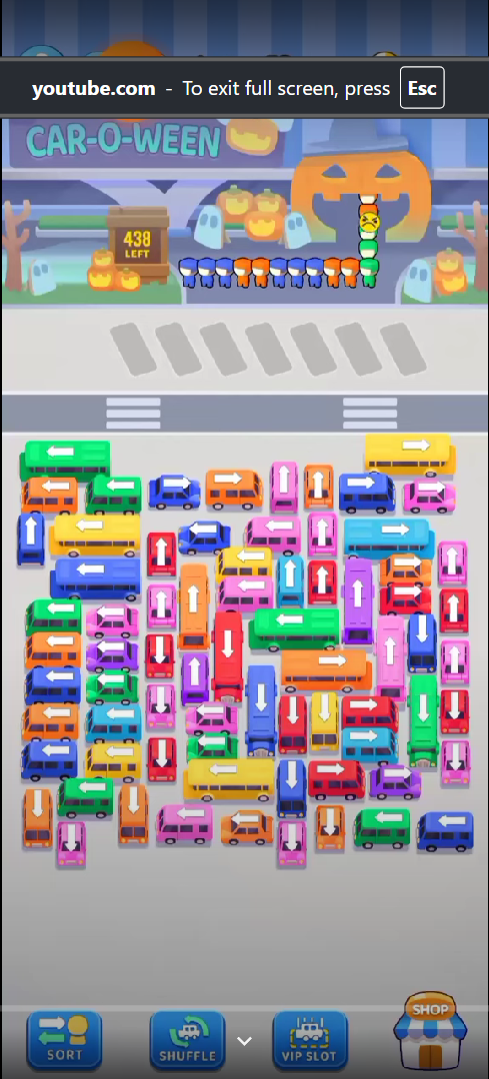 youtube.com - To exit full screen, press Esc
CAR-O-WEEN
438
LEFT
SORT
SHUFFLE
VIP SLOT
SHOP